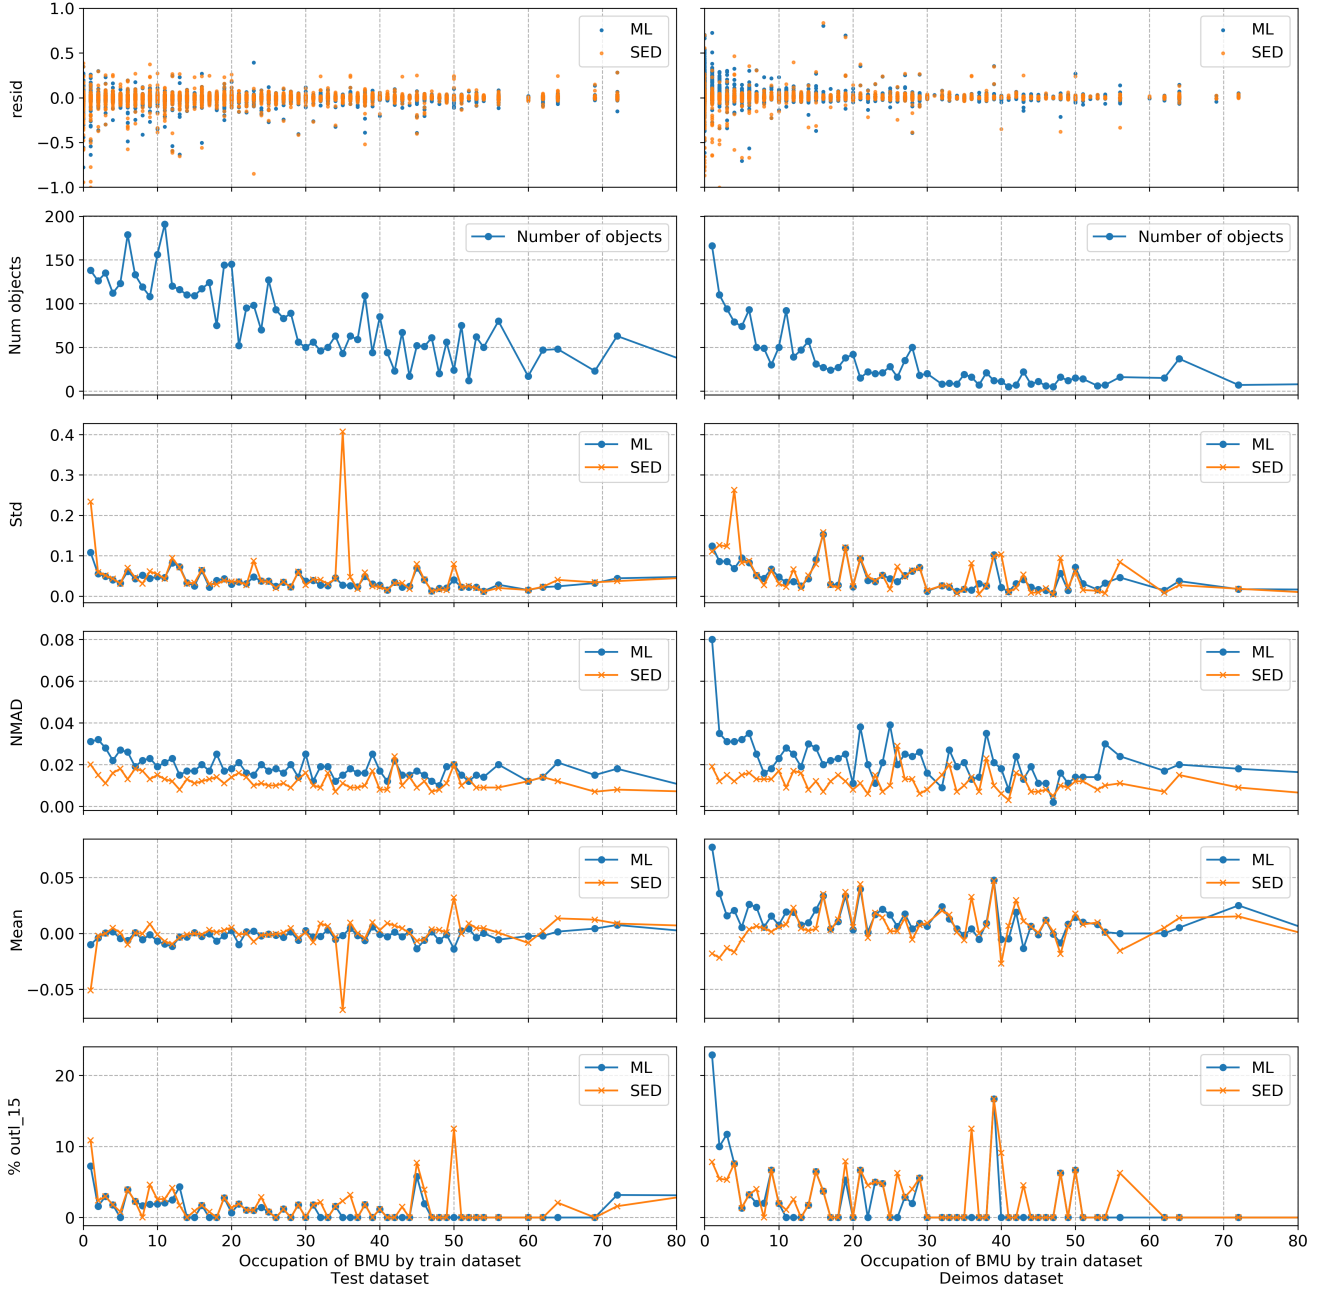 1.0
0.5
0.0
−0.5
−1.0
resid
ML
SED
ML
SED
200
150
100
50
0
Num objects
Number of objects
Number of objects
0.4
0.3
0.2
0.1
0.0
Std
ML
SED
ML
SED
0.08
0.06
0.04
0.02
0.00
NMAD
ML
SED
ML
SED
0.05
0.00
−0.05
Mean
ML
SED
ML
SED
20
10
0
% outl_15
ML
SED
ML
SED
0 10 20 30 40 50 60 70 80
0 10 20 30 40 50 60 70 80
Occupation of BMU by train dataset
Test dataset
Occupation of BMU by train dataset
Deimos dataset